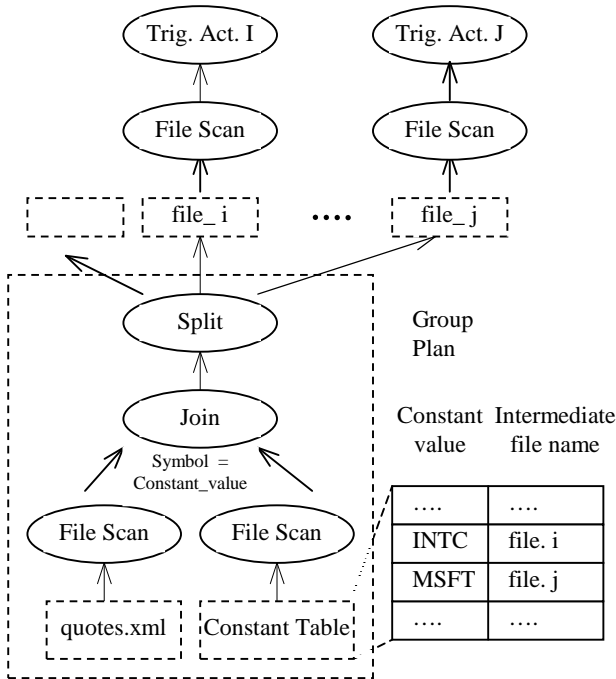 Trig. Act. I
Trig. Act. J
File Scan
File Scan
file_ i
....
file_ j
Split
Group
Plan
Join
Symbol =
Constant_value
Constant
value
Intermediate
file name
File Scan
File Scan
quotes.xml
Constant Table
.... ....
INTC file. i
MSFT file. j
.... ....